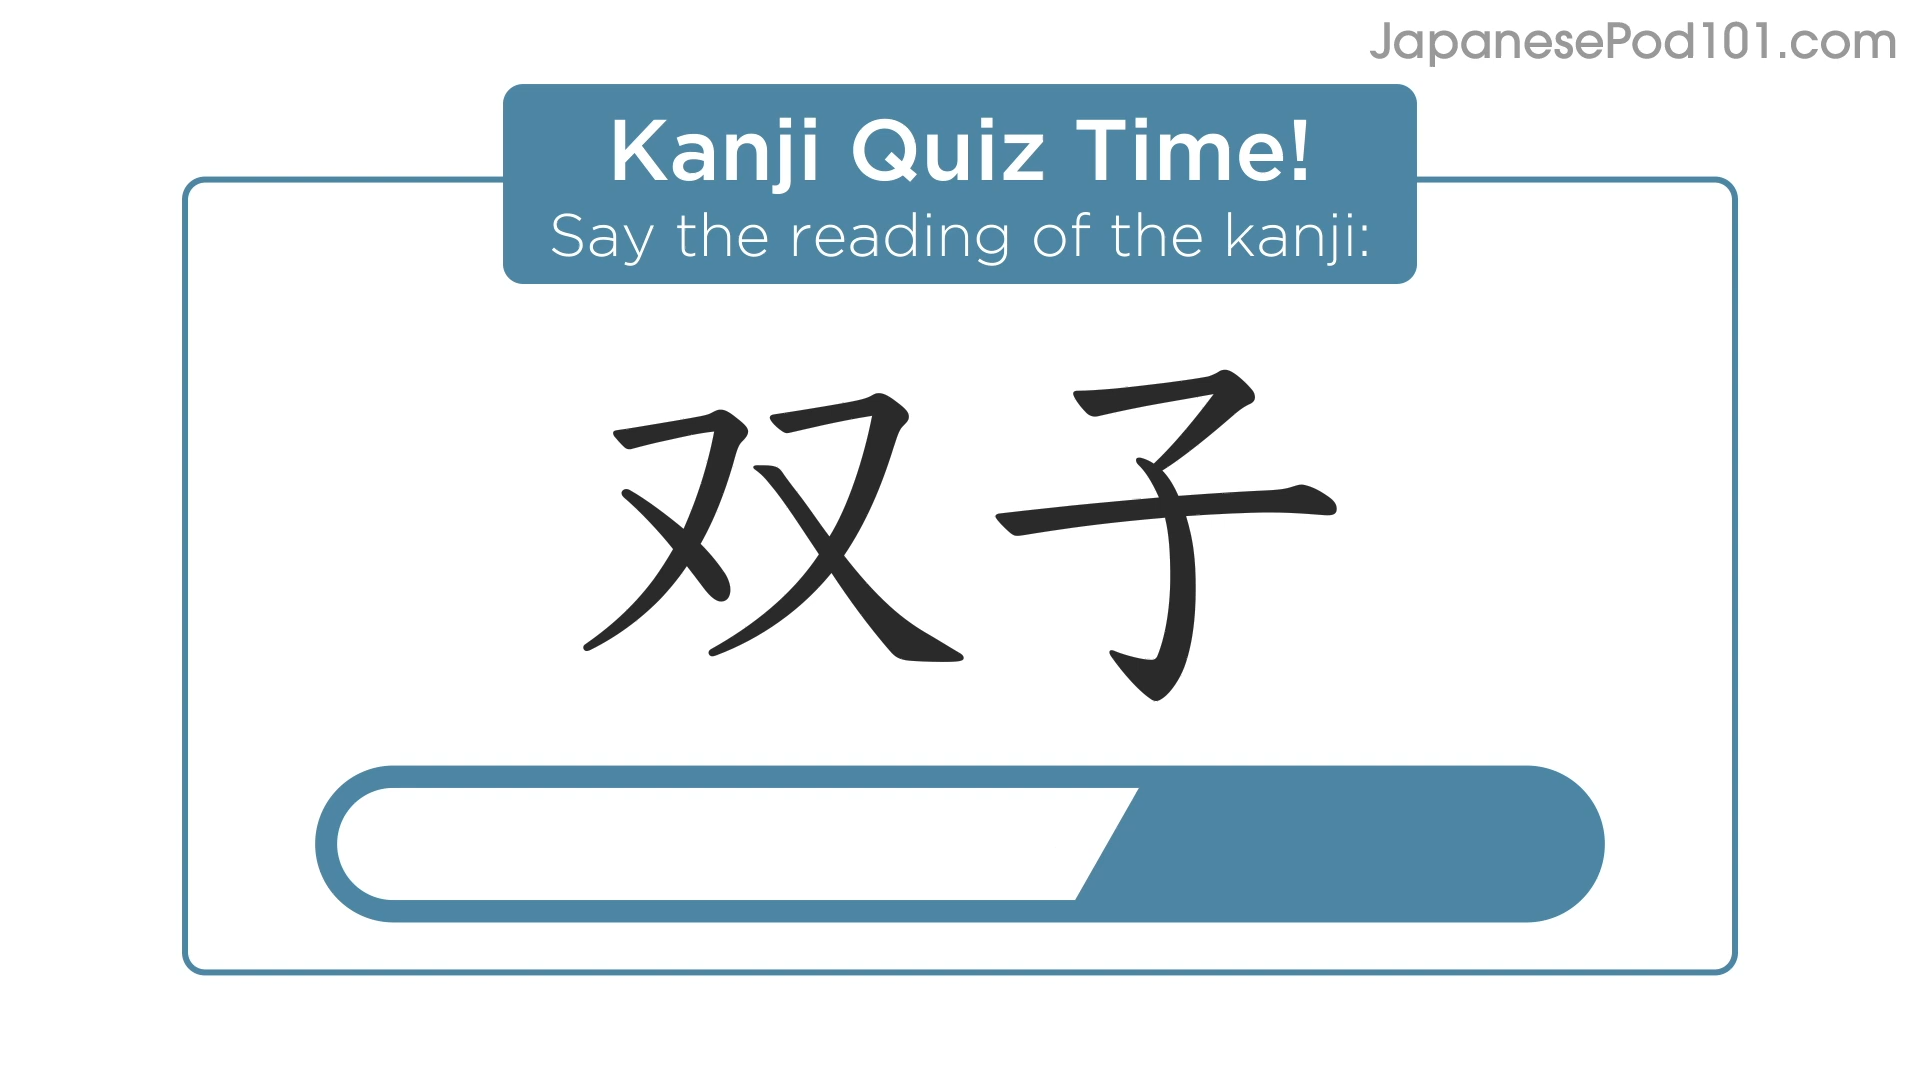 JapanesePod101.com
Kanji Quiz Time!
Say the reading of the kanji:
双子